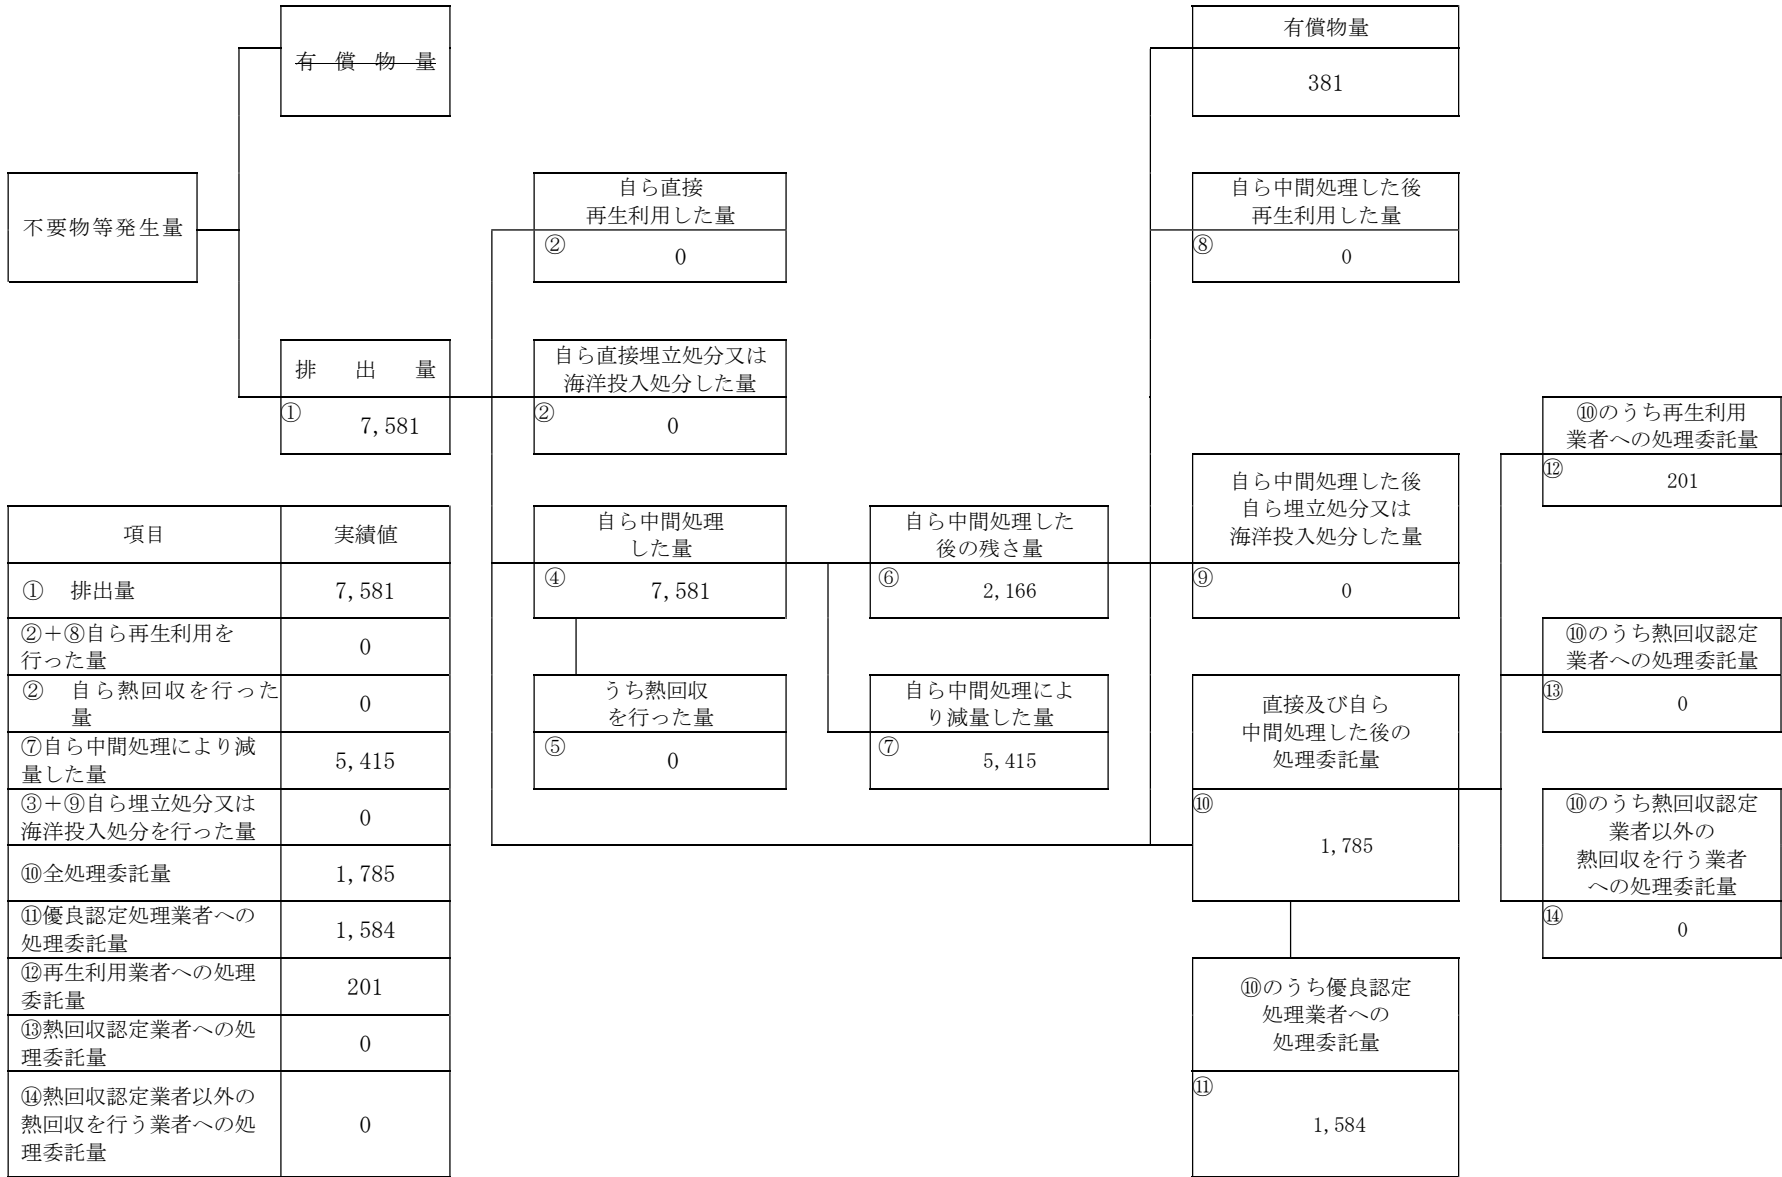 有　償　物　量
有償物量
381
不要物等発生量
自ら直接
再生利用した量
②
0
自ら中間処理した後
再生利用した量
⑧
0
排　出　量
①
7,581
自ら直接埋立処分又は
海洋投入処分した量
②
0
⑩のうち再生利用
業者への処理委託量
⑫
201
自ら中間処理
した量
④
7,581
自ら中間処理した
後の残さ量
⑥
2,166
自ら中間処理した後
自ら埋立処分又は
海洋投入処分した量
⑨
0
⑩のうち熱回収認定
業者への処理委託量
⑬
0
うち熱回収
を行った量
⑤
0
自ら中間処理によ
り減量した量
⑦
5,415
直接及び自ら
中間処理した後の
処理委託量
⑩
1,785
⑩のうち熱回収認定
業者以外の
熱回収を行う業者
への処理委託量
⑭
0
⑩のうち優良認定
処理業者への
処理委託量
⑪
1,584
項目 実績値
①　排出量 7,581
②＋⑧自ら再生利用を
行った量 0
②　自ら熱回収を行った
量 0
⑦自ら中間処理により減
量した量 5,415
③＋⑨自ら埋立処分又は
海洋投入処分を行った量 0
⑩全処理委託量 1,785
⑪優良認定処理業者への
処理委託量 1,584
⑫再生利用業者への処理
委託量 201
⑬熱回収認定業者への処
理委託量 0
⑭熱回収認定業者以外の
熱回収を行う業者への処
理委託量 0